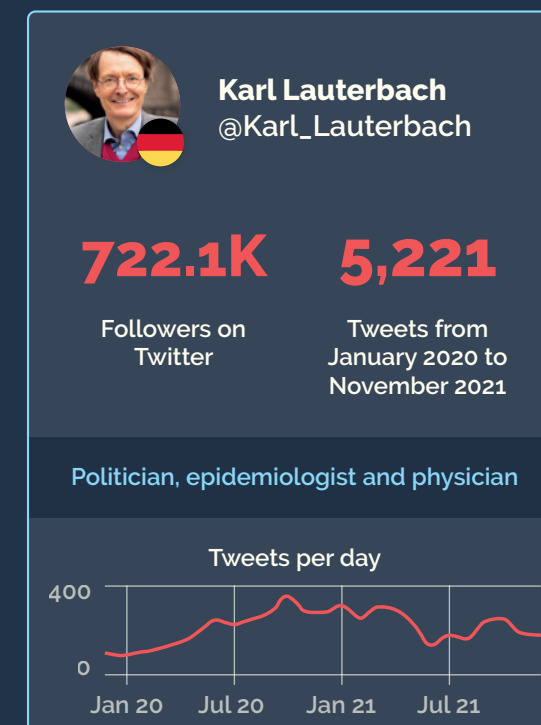 Karl Lauterbach
@Karl_Lauterbach
722.1K
5,221
Followers on
Twitter
Tweets from
January 2020 to
November 2021
Politician, epidemiologist and physician
Tweets per day
400
0
Jan 20
Jul 20
Jan 21
Jul 21